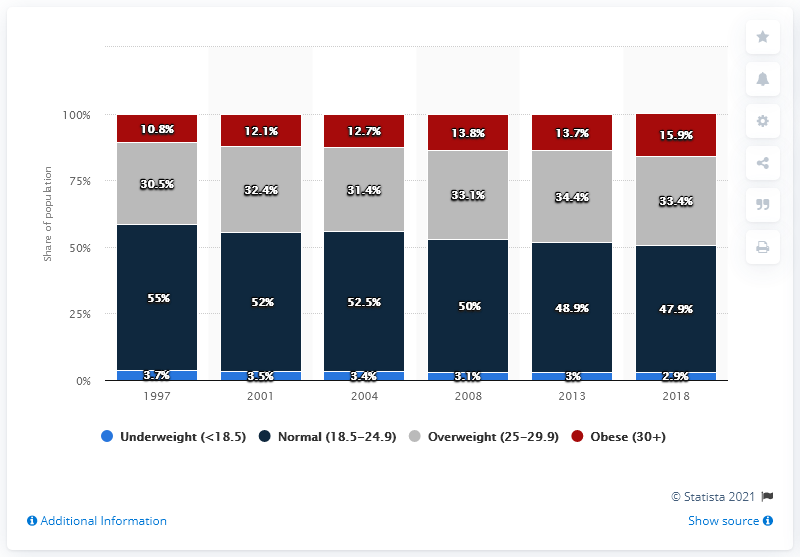 100%
75%
50%
25%
0%
Share of population
10.8% 12.1% 12.7% 13.8% 13.7% 15.9%
30.5% 32.4% 31.4% 33.1% 34.4% 33.4%
55% 52% 52.5% 50% 48.9% 47.9%
3.7% 3.5% 3.4% 3.1% 3% 2.9%
1997 2001 2004 2008 2013 2018
Underweight (<18.5) Normal (18.5-24.9) Overweight (25-29.9) Obese (30+)
© Statista 2021
Additional Information Show source